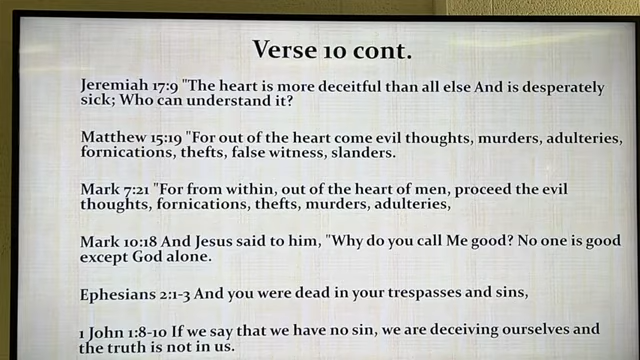 Verse 10 cont.
Jeremiah 17:9 "The heart is more deceitful than all else And is desperately
sick; Who can understand it?
Matthew 15:19 "For out of the heart come evil thoughts, murders, adulteries,
fornications, thefts, false witness, slanders.
Mark 7:21 "For from within, out of the heart of men, proceed the evil
thoughts, fornications, thefts, murders, adulteries,
Mark 10:18 And Jesus said to him, "Why do you call Me good? No one is good
except God alone.
Ephesians 2:1-3 And you were dead in your trespasses and sins,
1 John 1:8-10 If we say that we have no sin, we are deceiving ourselves and
the truth is not in us.